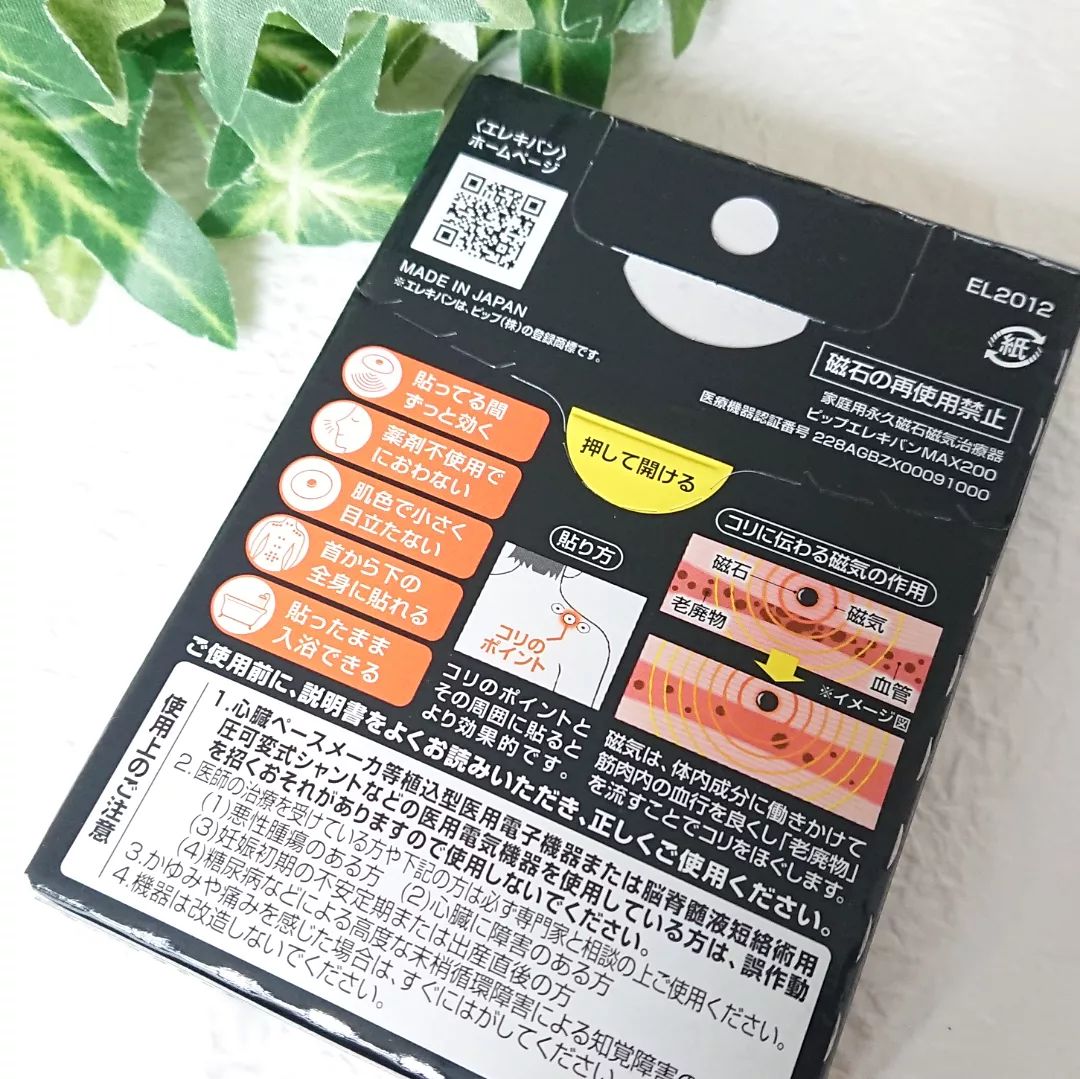 〈エレキバン〉
ホームページ
MADE IN JAPAN
※エレキバンは、ピップ(株)の登録商標です。
EL2012
紙
磁石の再使用禁止
家庭用永久磁石磁気治療器
ピップエレキバンMAX200
医療機器認証番号 228AGBZX00091000
押して開ける
貼ってる間
ずっと効く
薬剤不使用で
におわない
肌色で小さく
目立たない
首から下の
全身に貼れる
貼ったまま
入浴できる
貼り方
コリの
ポイント
コリのポイントと
その周囲に貼ると
より効果的です。
コリに伝わる磁気の作用
磁石
磁気
老廃物
血管
※イメージ図
磁気は、体内成分に働きかけて
筋肉内の血行を良くし「老廃物」
を流すことでコリをほぐします。
ご使用前に、説明書をよくお読みいただき、正しくご使用ください。
使用上のご注意
1.心臓ペースメーカ等植込型医用電子機器または脳脊髄液短絡術用
圧可変式シャントなどの医用電気機器を使用している方は、誤作動
を招くおそれがありますので使用しないでください。
2.医師の治療を受けている方や下記の方は必ず専門家と相談の上ご使用ください。
(1)悪性腫瘍のある方 (2)心臓に障害のある方
(3)妊娠初期の不安定期または出産直後の方
(4)糖尿病などによる高度な末梢循環障害による知覚障害の
3.かゆみや痛みを感じた場合は、すぐにはがしてください
4.機器は改造しないでください。